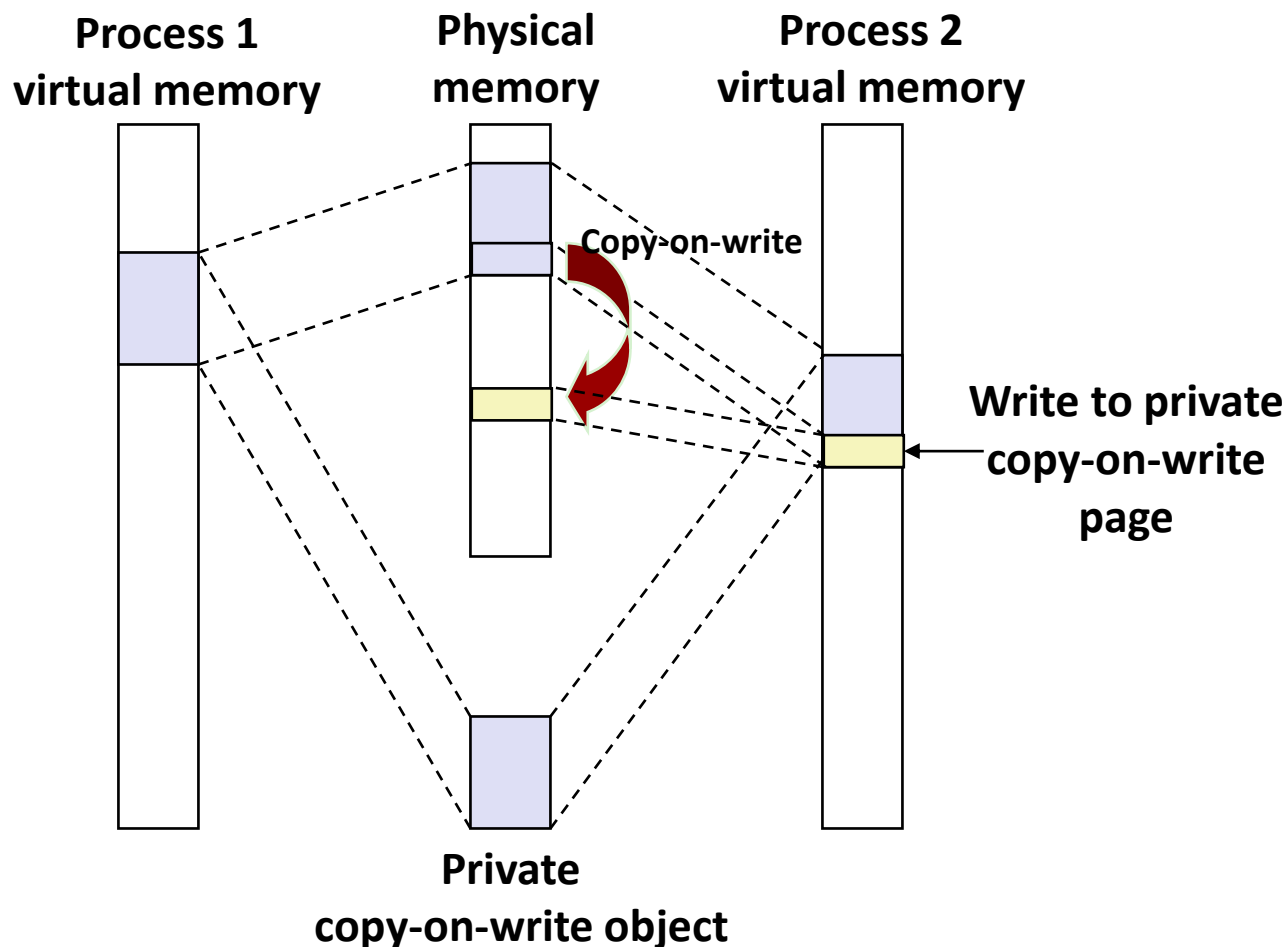 Process 1
virtual memory
Physical
memory
Process 2
virtual memory
Copy-on-write
Write to private
copy-on-write
page
Private
copy-on-write object